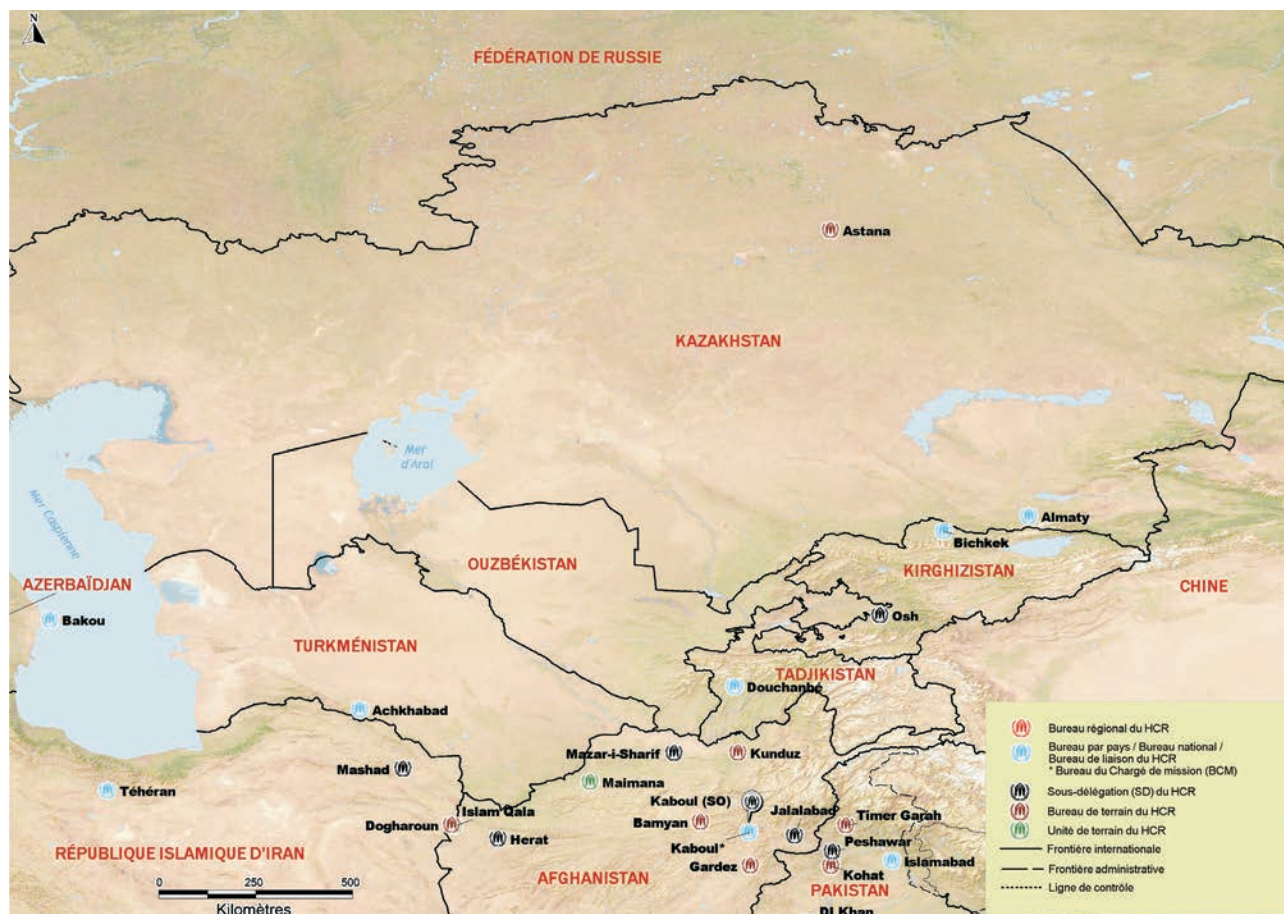 N
FÉDÉRATION DE RUSSIE
Astana
KAZAKHSTAN
Mer
d'Aral
Mer Caspienne
Almaty
Bichkek
OUZBÉKISTAN
KIRGHIZISTAN
AZERBAÏDJAN
CHINE
Bakou
Osh
TURKMÉNISTAN
TADJIKISTAN
Douchanbé
Achkhabad
Mazar-i-Sharif
Kunduz
Mashad
Maimana
Téhéran
Kaboul (SO)
Jalalabad
Islam Qala
Bamyan
Timer Garah
Dogharoun
Herat
Kaboul*
Peshawar
RÉPUBLIQUE ISLAMIQUE D'IRAN
Gardez
Islamabad
Kohat
AFGHANISTAN
PAKISTAN
0 250 500
Kilomètres
DI Khan
Bureau régional du HCR
Bureau par pays / Bureau national /
Bureau de liaison du HCR
* Bureau du Chargé de mission (BCM)
Sous-délégation (SD) du HCR
Bureau de terrain du HCR
Unité de terrain du HCR
Frontière internationale
Frontière administrative
Ligne de contrôle